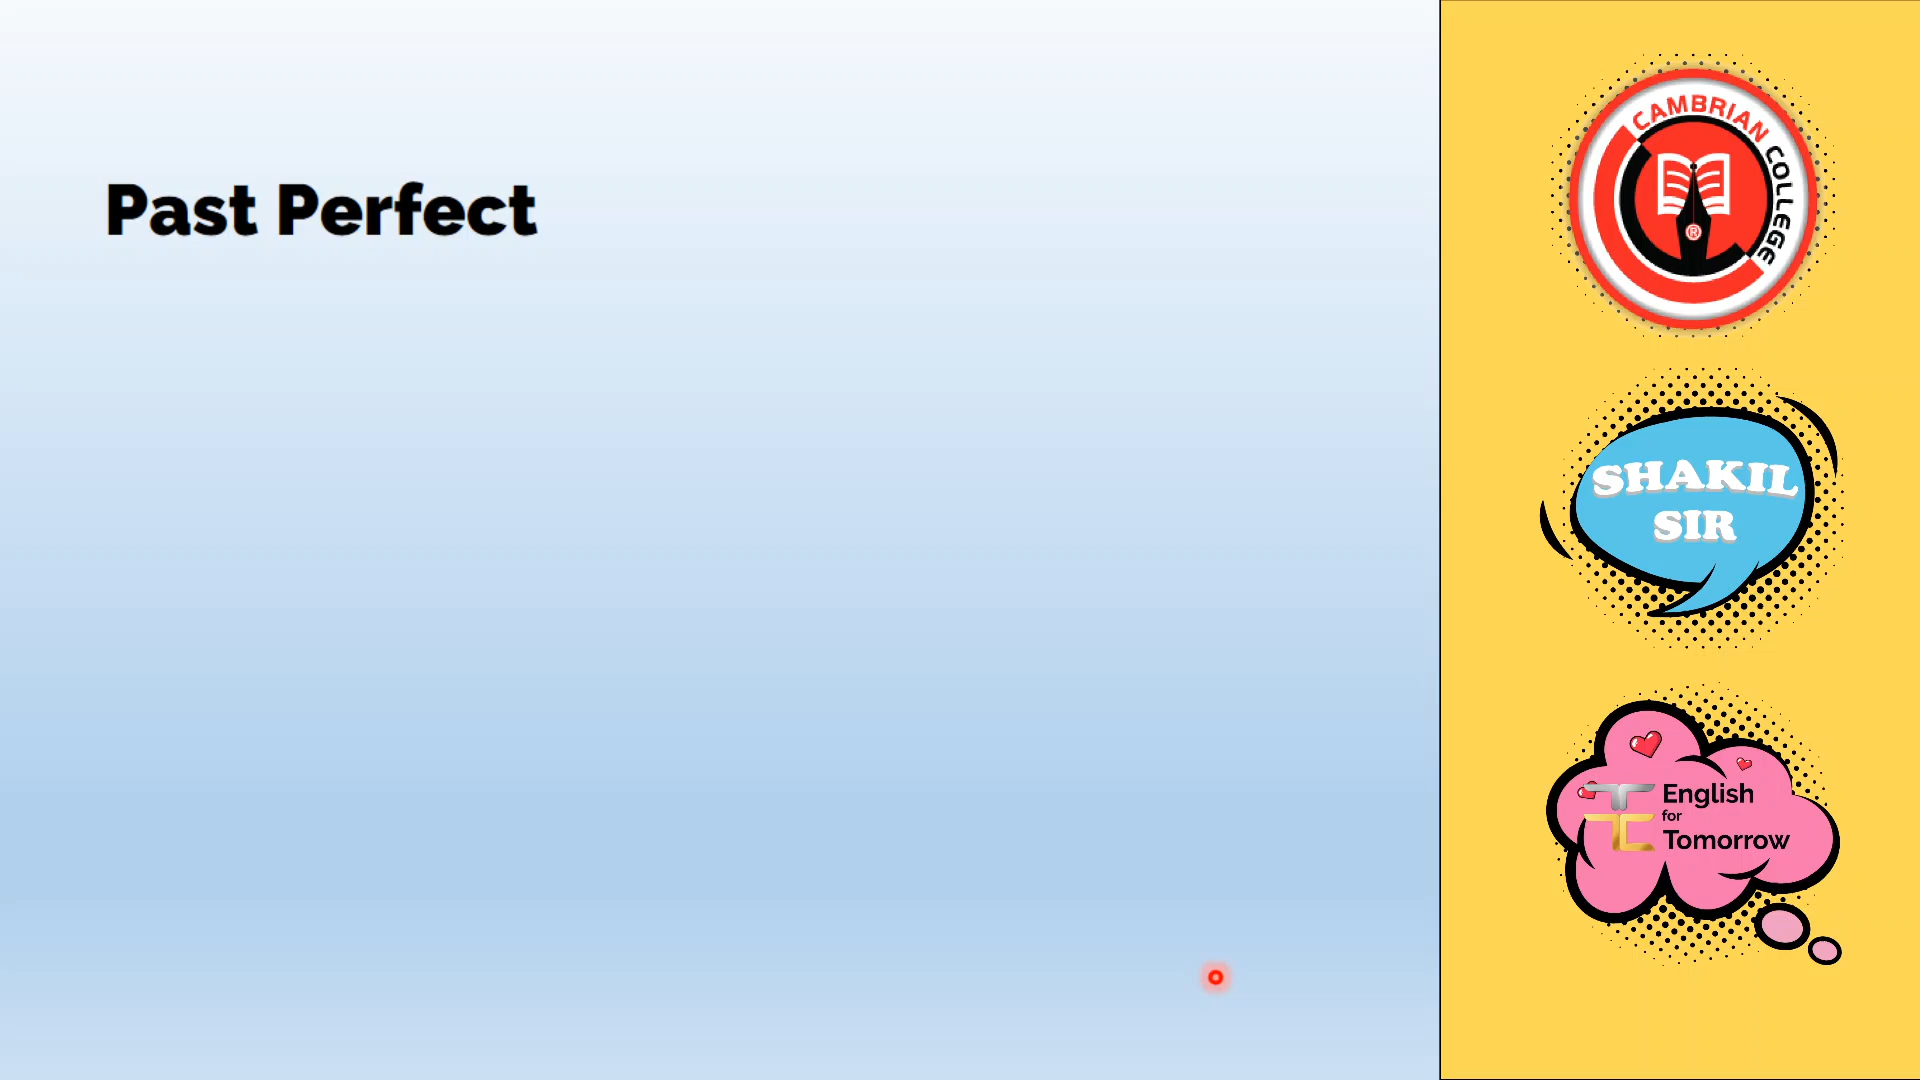 Past Perfect
CAMBRIAN COLLEGE
®
SHAKIL
SIR
English
for
Tomorrow